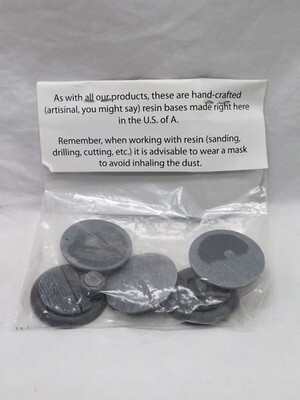 As with all our products, these are hand-crafted
(artisinal, you might say) resin bases made right here
in the U.S. of A.
Remember, when working with resin (sanding,
drilling, cutting, etc.) it is advisable to wear a mask
to avoid inhaling the dust.